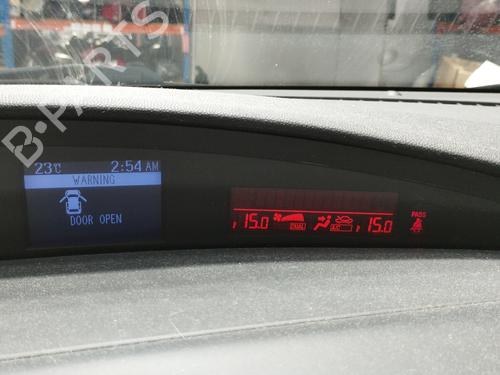 B-PARTS
23°C 2:54 AM
WARNING
DOOR OPEN
15.0 DUAL A/C 15.0
PASS